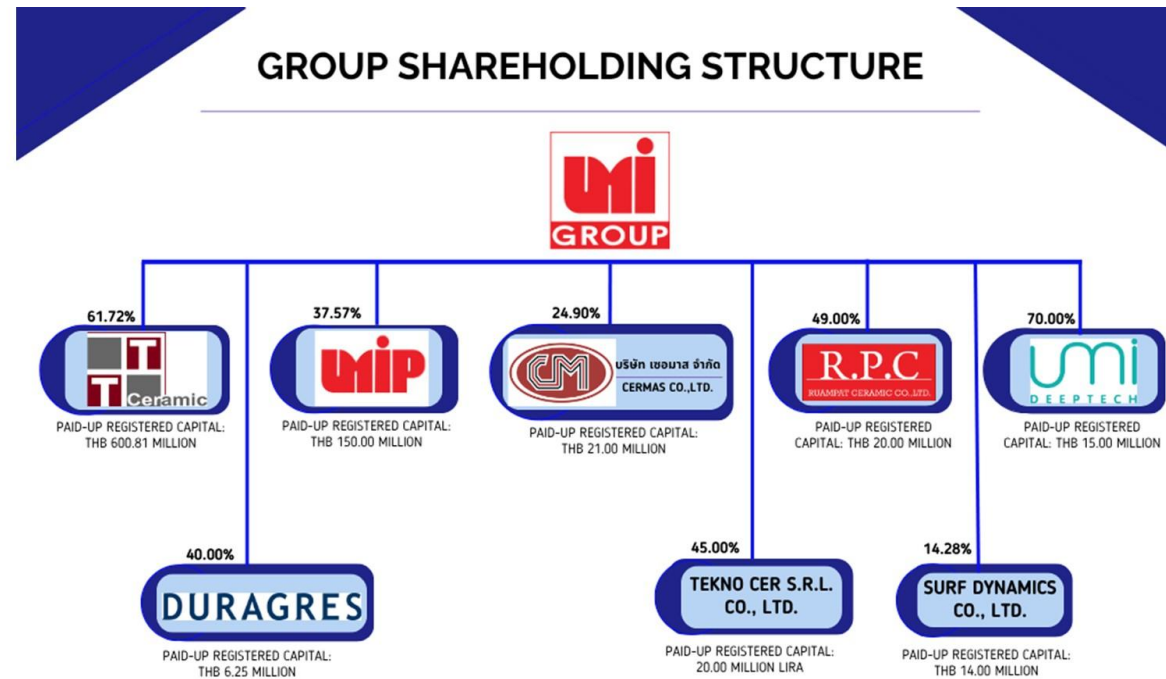 GROUP SHAREHOLDING STRUCTURE
umi
GROUP
61.72%
T
T
Ceramic
PAID-UP REGISTERED CAPITAL:
THB 600.81 MILLION
37.57%
umiP
PAID-UP REGISTERED CAPITAL:
THB 150.00 MILLION
24.90%
CM
บริษัท เซอมาส จำกัด
CERMAS CO.,LTD.
PAID-UP REGISTERED CAPITAL:
THB 21.00 MILLION
49.00%
R.P.C
RUAMPAT CERAMIC CO.,LTD.
PAID-UP REGISTERED
CAPITAL: THB 20.00 MILLION
70.00%
umi
DEEPTECH
PAID-UP REGISTERED
CAPITAL: THB 15.00 MILLION
40.00%
DURAGRES
PAID-UP REGISTERED CAPITAL:
THB 6.25 MILLION
45.00%
TEKNO CER S.R.L.
CO., LTD.
PAID-UP REGISTERED CAPITAL:
20.00 MILLION LIRA
14.28%
SURF DYNAMICS
CO., LTD.
PAID-UP REGISTERED CAPITAL:
THB 14.00 MILLION